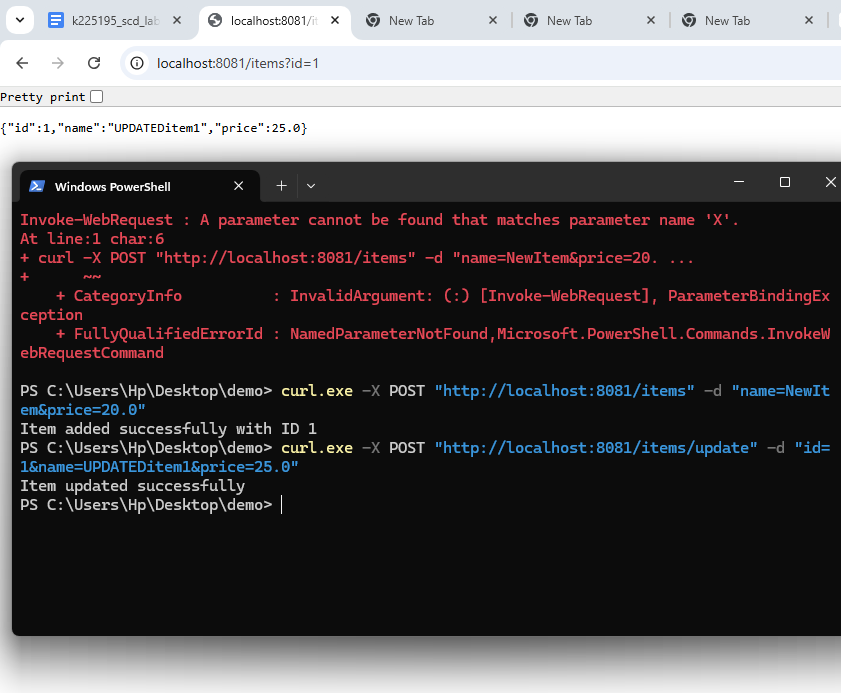 k225195_scd_lab
localhost:8081/it
New Tab
New Tab
New Tab
localhost:8081/items?id=1
Pretty print
{"id":1,"name":"UPDATEDitem1","price":25.0}
Windows PowerShell
Invoke-WebRequest : A parameter cannot be found that matches parameter name 'X'.
At line:1 char:6
+ curl -X POST "http://localhost:8081/items" -d "name=NewItem&price=20. ...
+      ~~
    + CategoryInfo          : InvalidArgument: (:) [Invoke-WebRequest], ParameterBindingEx
ception
    + FullyQualifiedErrorId : NamedParameterNotFound,Microsoft.PowerShell.Commands.InvokeW
ebRequestCommand
PS C:\Users\Hp\Desktop\demo> curl.exe -X POST "http://localhost:8081/items" -d "name=NewIt
em&price=20.0"
Item added successfully with ID 1
PS C:\Users\Hp\Desktop\demo> curl.exe -X POST "http://localhost:8081/items/update" -d "id=
1&name=UPDATEDitem1&price=25.0"
Item updated successfully
PS C:\Users\Hp\Desktop\demo>